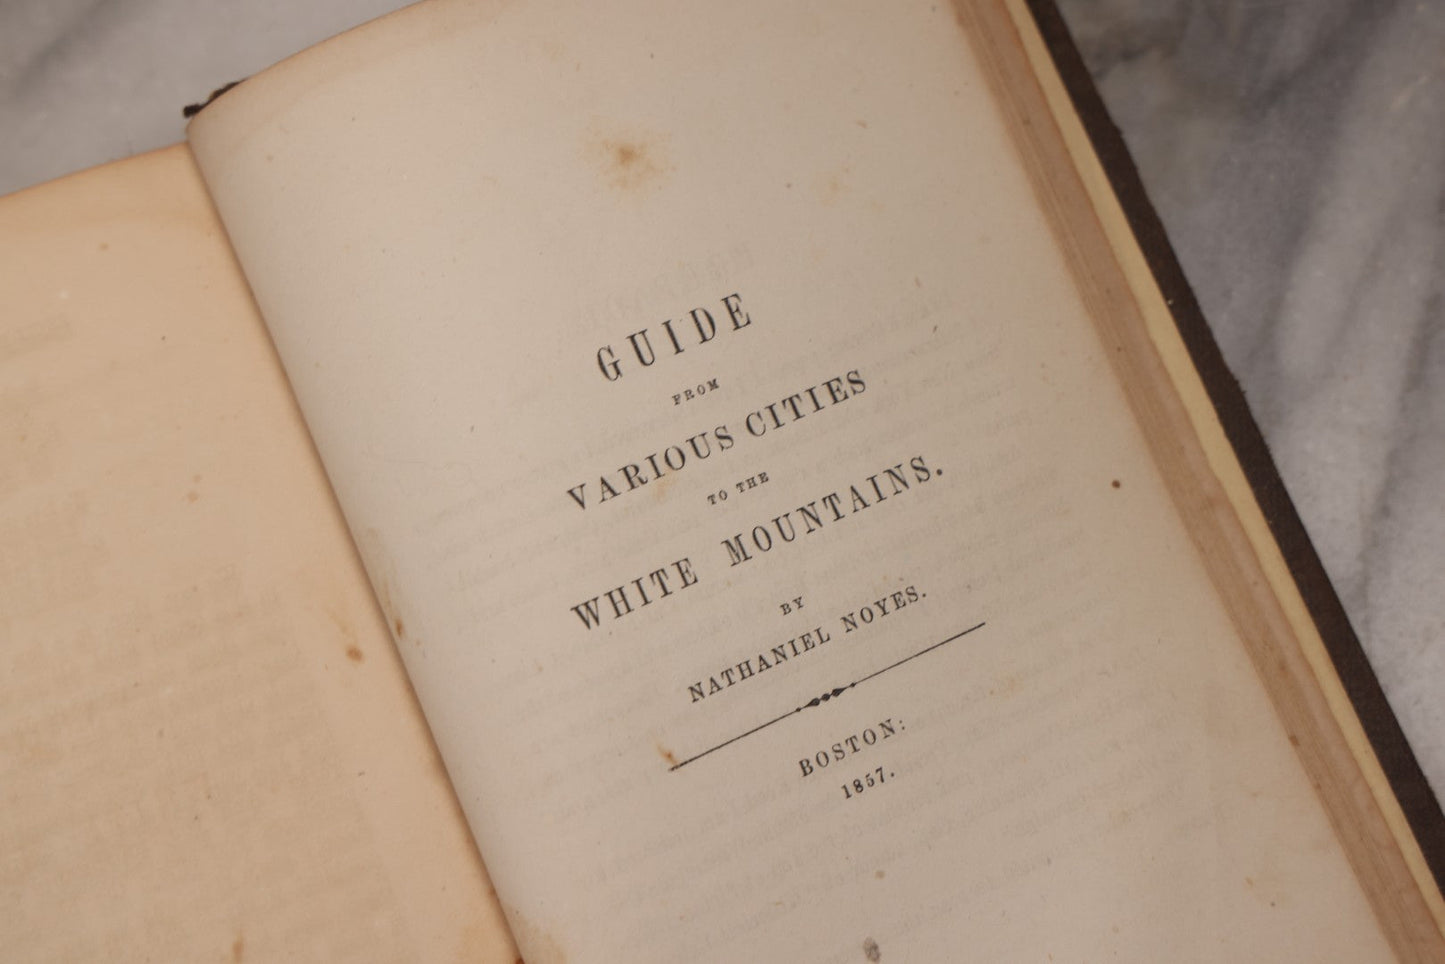 GUIDE
FROM
VARIOUS CITIES
TO THE
WHITE MOUNTAINS.
BY
NATHANIEL NOYES.
BOSTON:
1857.